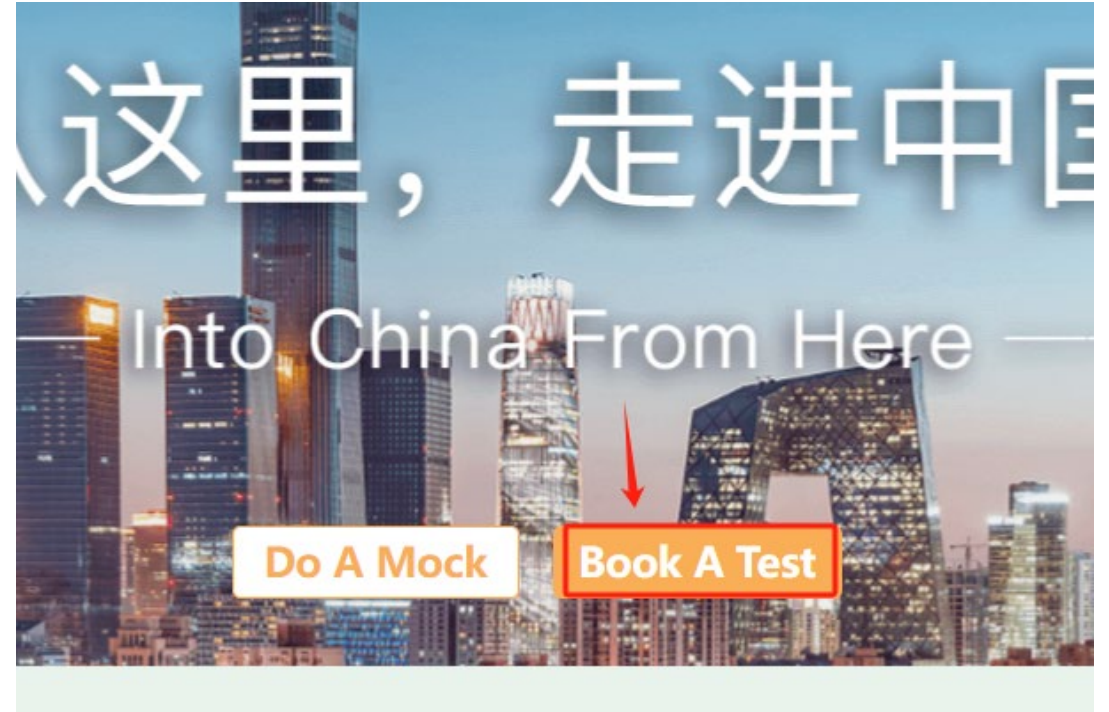 这里，走进中
Into China From Here
Do A Mock
Book A Test